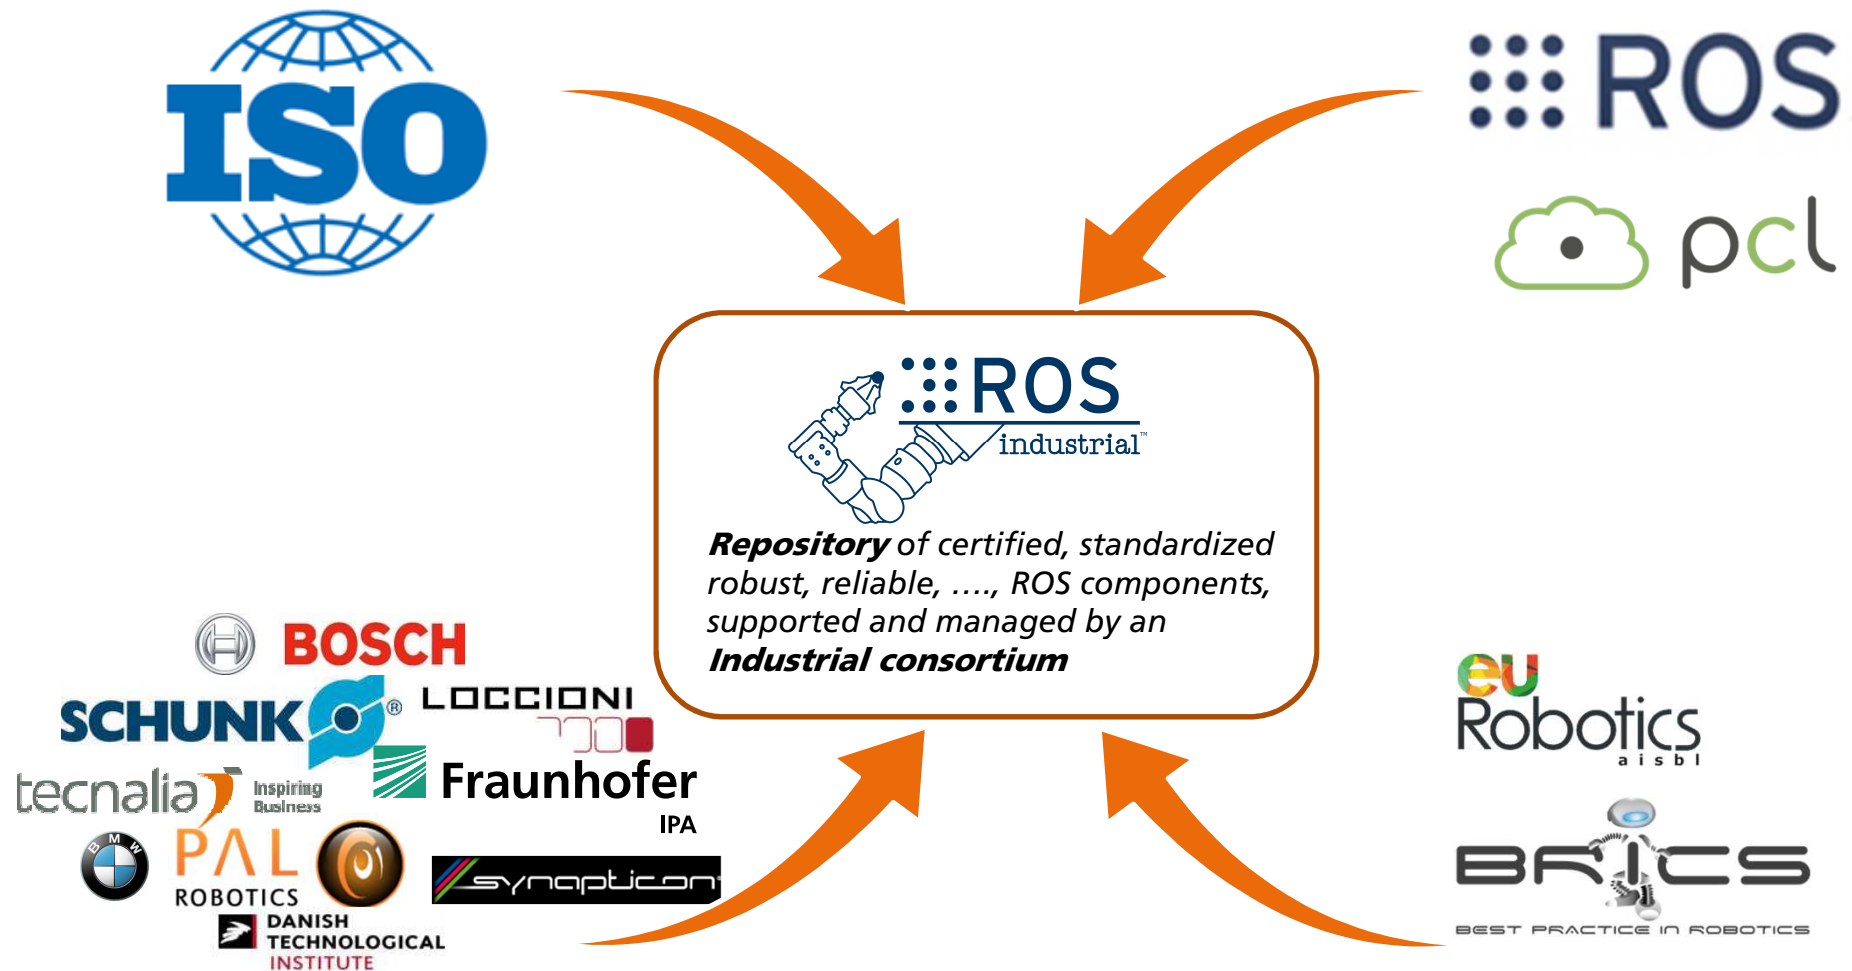 ISO
ROS
pcl
ROS
industrial™
Repository of certified, standardized
robust, reliable, …., ROS components,
supported and managed by an
Industrial consortium
BOSCH
SCHUNK ®
LOCCIONI
tecnalia Inspiring
Business
Fraunhofer
IPA
BMW
PAL
ROBOTICS
synapticon
DANISH
TECHNOLOGICAL
INSTITUTE
eu
Robotics
aisbl
BRICS
BEST PRACTICE IN ROBOTICS